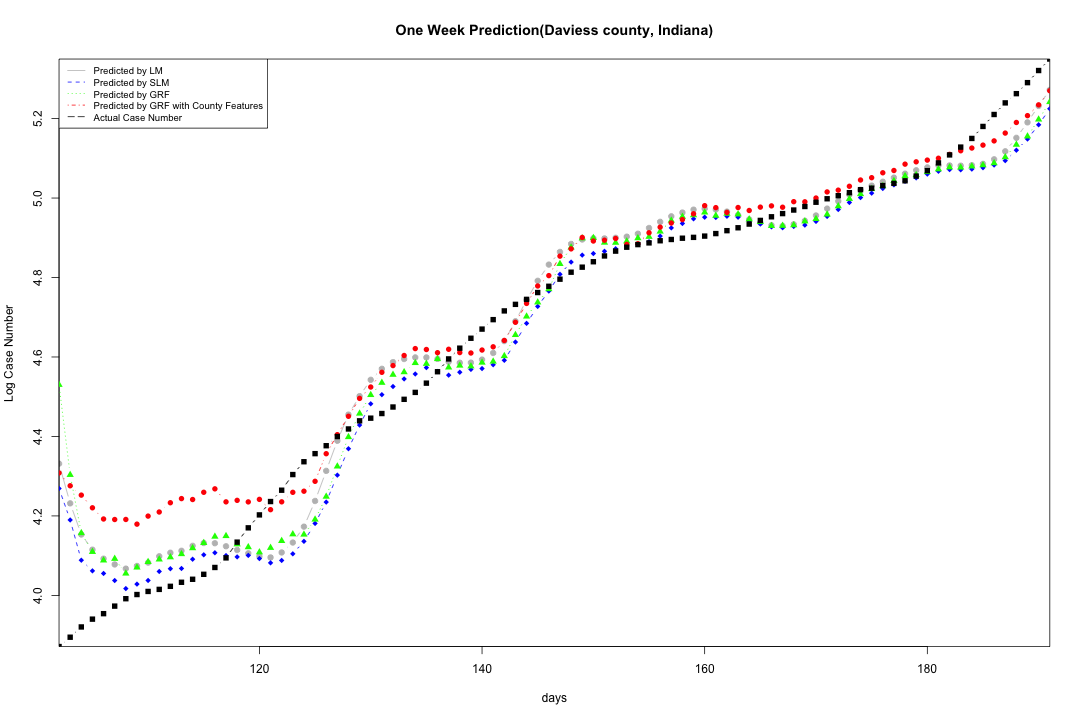 One Week Prediction(Daviess county, Indiana)
Predicted by LM
Predicted by SLM
Predicted by GRF
Predicted by GRF with County Features
Actual Case Number
Log Case Number
5.2
5.0
4.8
4.6
4.4
4.2
4.0
120 140 160 180
days